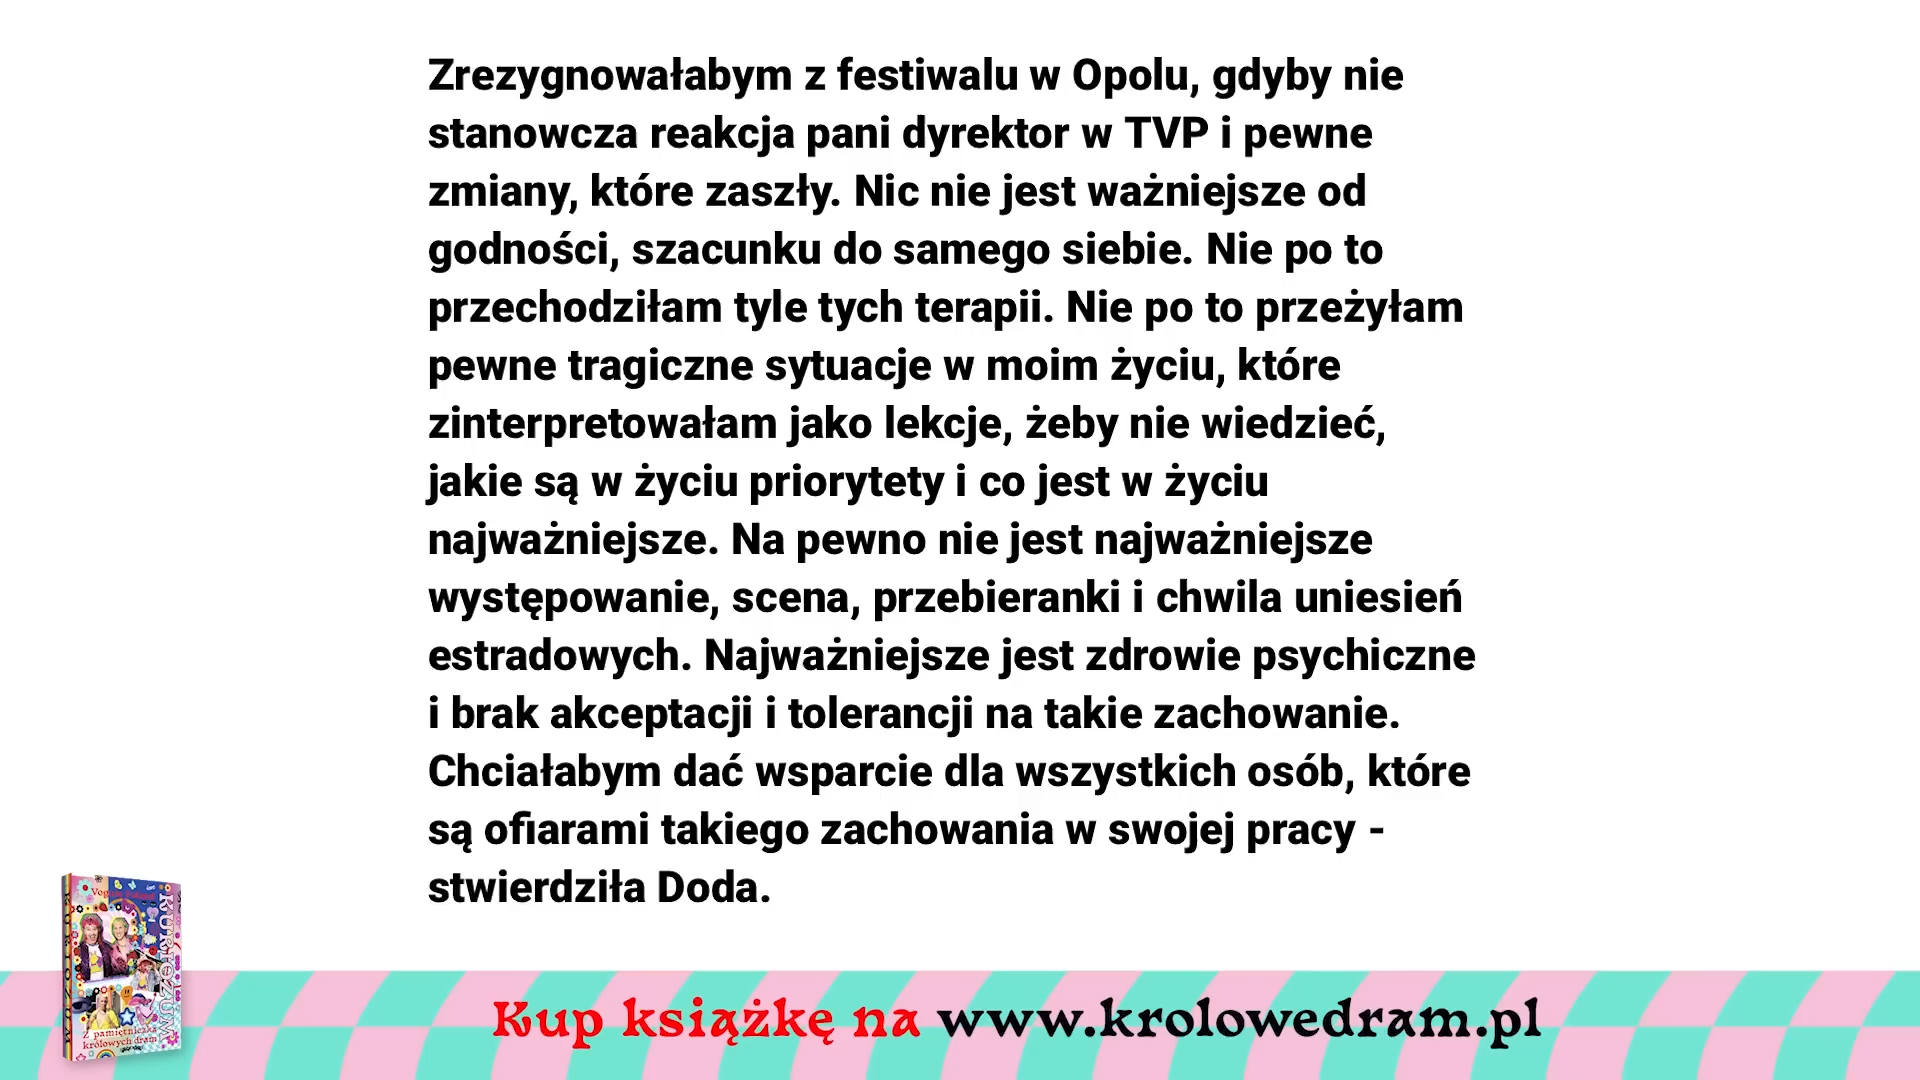 Zrezygnowałabym z festiwalu w Opolu, gdyby nie
stanowcza reakcja pani dyrektor w TVP i pewne
zmiany, które zaszły. Nic nie jest ważniejsze od
godności, szacunku do samego siebie. Nie po to
przechodziłam tyle tych terapii. Nie po to przeżyłam
pewne tragiczne sytuacje w moim życiu, które
zinterpretowałam jako lekcje, żeby nie wiedzieć,
jakie są w życiu priorytety i co jest w życiu
najważniejsze. Na pewno nie jest najważniejsze
występowanie, scena, przebieranki i chwila uniesień
estradowych. Najważniejsze jest zdrowie psychiczne
i brak akceptacji i tolerancji na takie zachowanie.
Chciałabym dać wsparcie dla wszystkich osób, które
są ofiarami takiego zachowania w swojej pracy -
stwierdziła Doda.
Z pamiętniczka
królowych dram
Kup książkę na www.krolowedram.pl